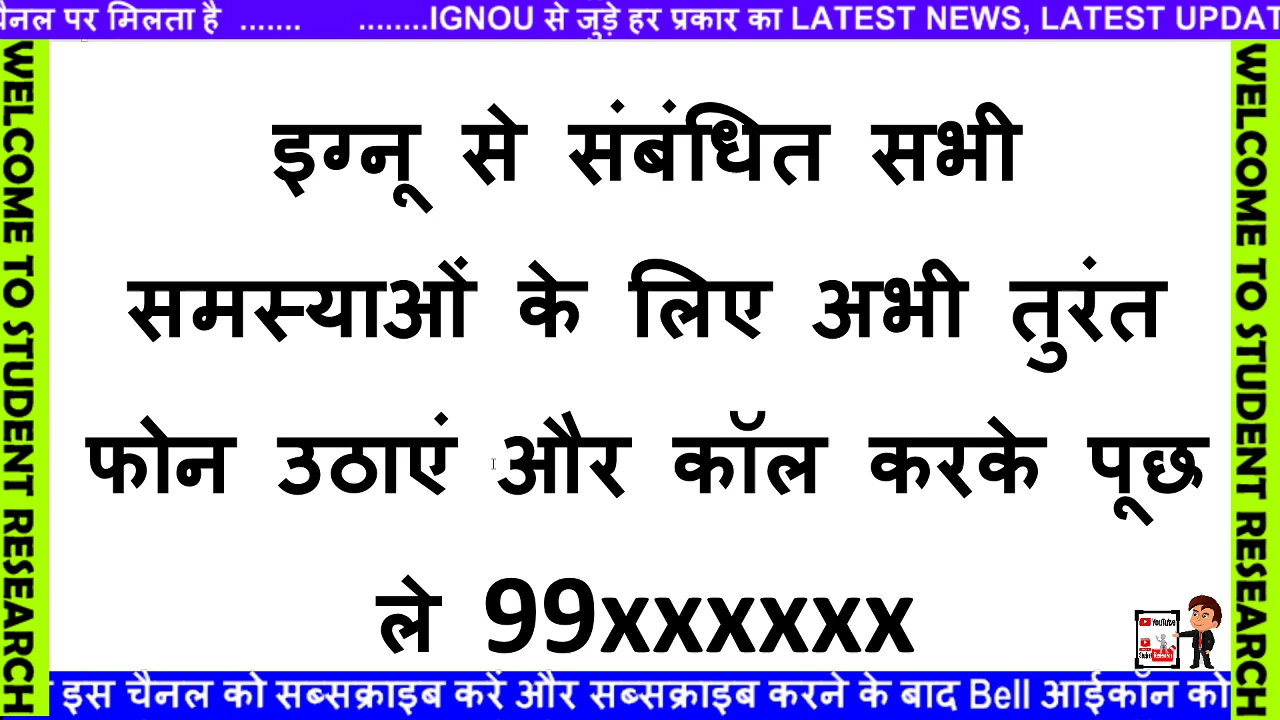 चैनल पर मिलता है ....... ........IGNOU से जुड़े हर प्रकार का LATEST NEWS, LATEST UPDAT
WELCOME TO STUDENT RESEARCH
इग्नू से संबंधित सभी
समस्याओं के लिए अभी तुरंत
फोन उठाएं और कॉल करके पूछ
ले 99xxxxxx
WELCOME TO STUDENT RESEARCH
YouTube
Research
इस चैनल को सब्सक्राइब करें और सब्सक्राइब करने के बाद Bell आईकॉन को